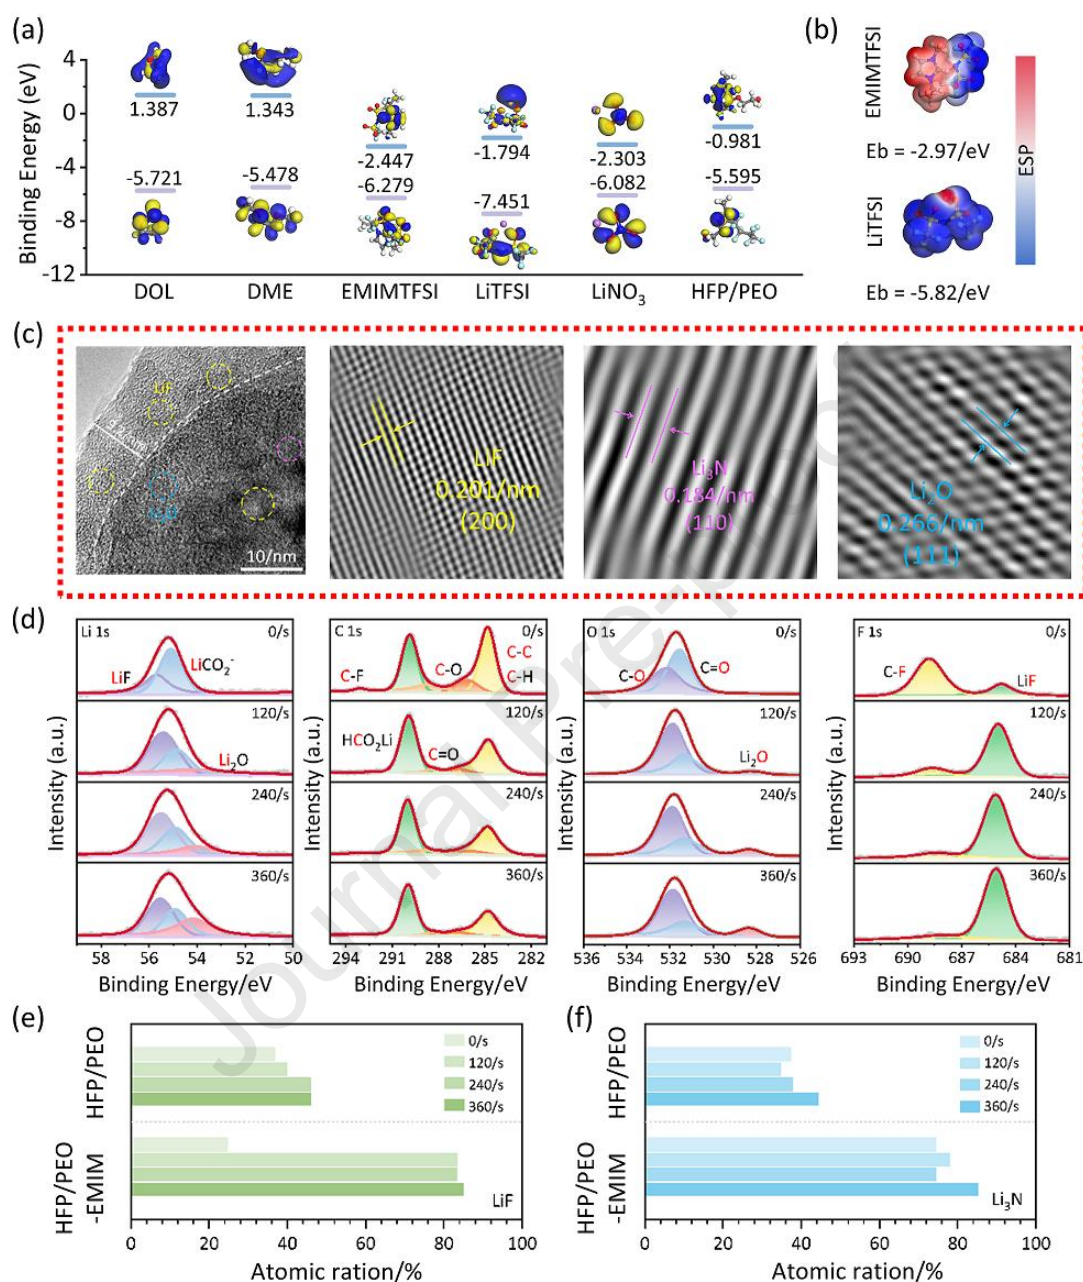 (a)
Binding Energy (eV)
4
0
-4
-8
-12
1.387
1.343
-2.447
-1.794
-2.303
-0.981
-5.721
-5.478
-6.279
-7.451
-6.082
-5.595
DOL
DME
EMIMTFSI
LiTFSI
LiNO₃
HFP/PEO
(b)
EMIMTFSI
Eb = -2.97/eV
LiTFSI
Eb = -5.82/eV
ESP
(c)
LiF
10/nm
LiF
0.201/nm
(200)
Li₃N
0.184/nm
(110)
Li₂O
0.266/nm
(111)
(d)
Intensity (a.u.)
Li 1s
0/s
LiF
LiCO₂⁻
120/s
Li₂O
240/s
360/s
58 56 54 52 50
Binding Energy/eV
Intensity (a.u.)
C 1s
0/s
C-F
C-O
C-C
C-H
120/s
HCO₂Li
C=O
240/s
360/s
294 290 286 282
Binding Energy/eV
Intensity (a.u.)
O 1s
0/s
C-O
C=O
120/s
Li₂O
240/s
360/s
536 534 532 530 528 526
Binding Energy/eV
Intensity (a.u.)
F 1s
0/s
C-F
LiF
120/s
240/s
360/s
693 690 687 684 681
Binding Energy/eV
(e)
HFP/PEO
HFP/PEO
-EMIM
0/s
120/s
240/s
360/s
LiF
0 20 40 60 80 100
Atomic ration/%
(f)
HFP/PEO
HFP/PEO
-EMIM
0/s
120/s
240/s
360/s
Li₃N
0 20 40 60 80 100
Atomic ration/%